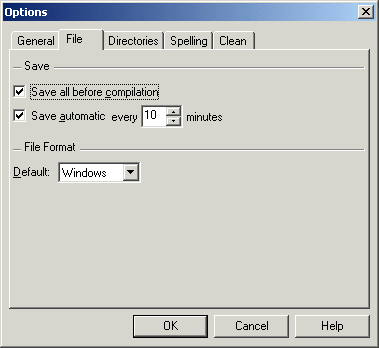 Options
General File Directories Spelling Clean
Save
Save all before compilation
Save automatic every 10 minutes
File Format
Default: Windows
OK Cancel Help